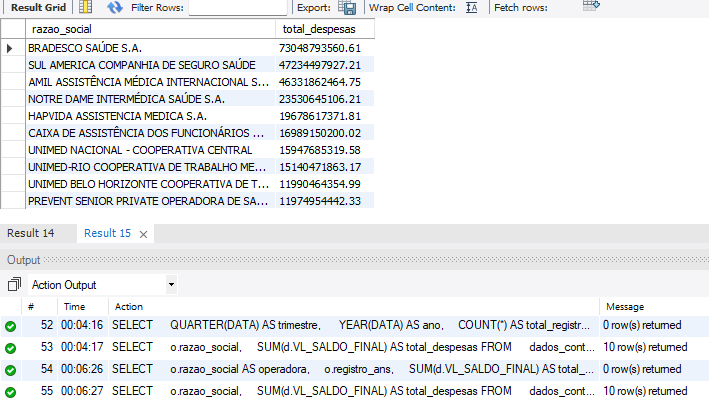 Result Grid Filter Rows: Export: Wrap Cell Content: Fetch rows:
razao_social total_despesas
BRADESCO SAÚDE S.A. 73048793560.61
SUL AMERICA COMPANHIA DE SEGURO SAÚDE 47234497927.21
AMIL ASSISTÊNCIA MÉDICA INTERNACIONAL S... 46331862464.75
NOTRE DAME INTERMÉDICA SAÚDE S.A. 23530645106.21
HAPVIDA ASSISTENCIA MEDICA S.A. 19678617371.81
CAIXA DE ASSISTÊNCIA DOS FUNCIONÁRIOS ... 16989150200.02
UNIMED NACIONAL - COOPERATIVA CENTRAL 15947685319.58
UNIMED-RIO COOPERATIVA DE TRABALHO ME... 15140471863.17
UNIMED BELO HORIZONTE COOPERATIVA DE T... 11990464354.99
PREVENT SENIOR PRIVATE OPERADORA DE SA... 11974954442.33
Result 14 Result 15
Output
Action Output
# Time Action Message
52 00:04:16 SELECT QUARTER(DATA) AS trimestre, YEAR(DATA) AS ano, COUNT(*) AS total_registr... 0 row(s) returned
53 00:04:17 SELECT o.razao_social, SUM(d.VL_SALDO_FINAL) AS total_despesas FROM dados_cont... 10 row(s) returned
54 00:06:26 SELECT o.razao_social AS operadora, o.registro_ans, SUM(d.VL_SALDO_FINAL) AS total_... 0 row(s) returned
55 00:06:27 SELECT o.razao_social, SUM(d.VL_SALDO_FINAL) AS total_despesas FROM dados_cont... 10 row(s) returned